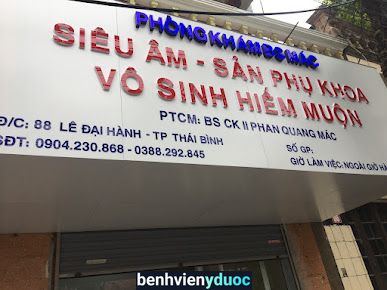 PHÒNG KHÁM BS MÁC
SIÊU ÂM - SẢN PHỤ KHOA
VÔ SINH HIẾM MUỘN
PTCM: BS CK II PHAN QUANG MÁC
Đ/C: 88 LÊ ĐẠI HÀNH - TP THÁI BÌNH
SỐ GP:
SĐT: 0904.230.868 - 0388.292.845
GIỜ LÀM VIỆC: NGOÀI GIỜ
benhvienyduoc